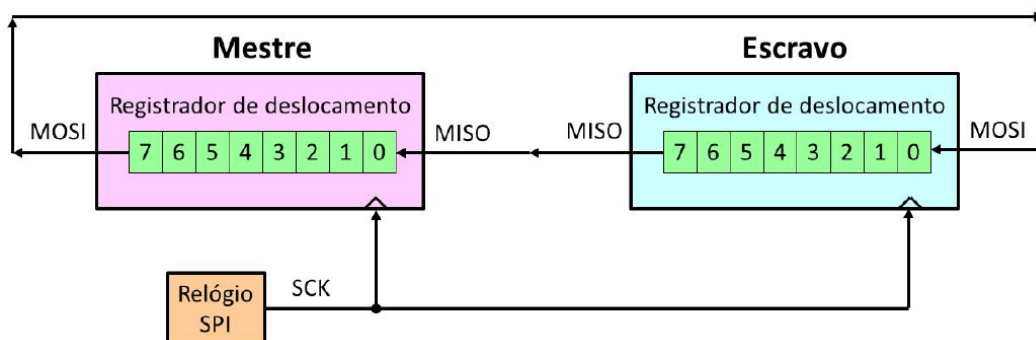 Mestre
Escravo
Registrador de deslocamento
Registrador de deslocamento
MOSI
7 6 5 4 3 2 1 0
MISO
MISO
7 6 5 4 3 2 1 0
MOSI
Relógio
SPI
SCK